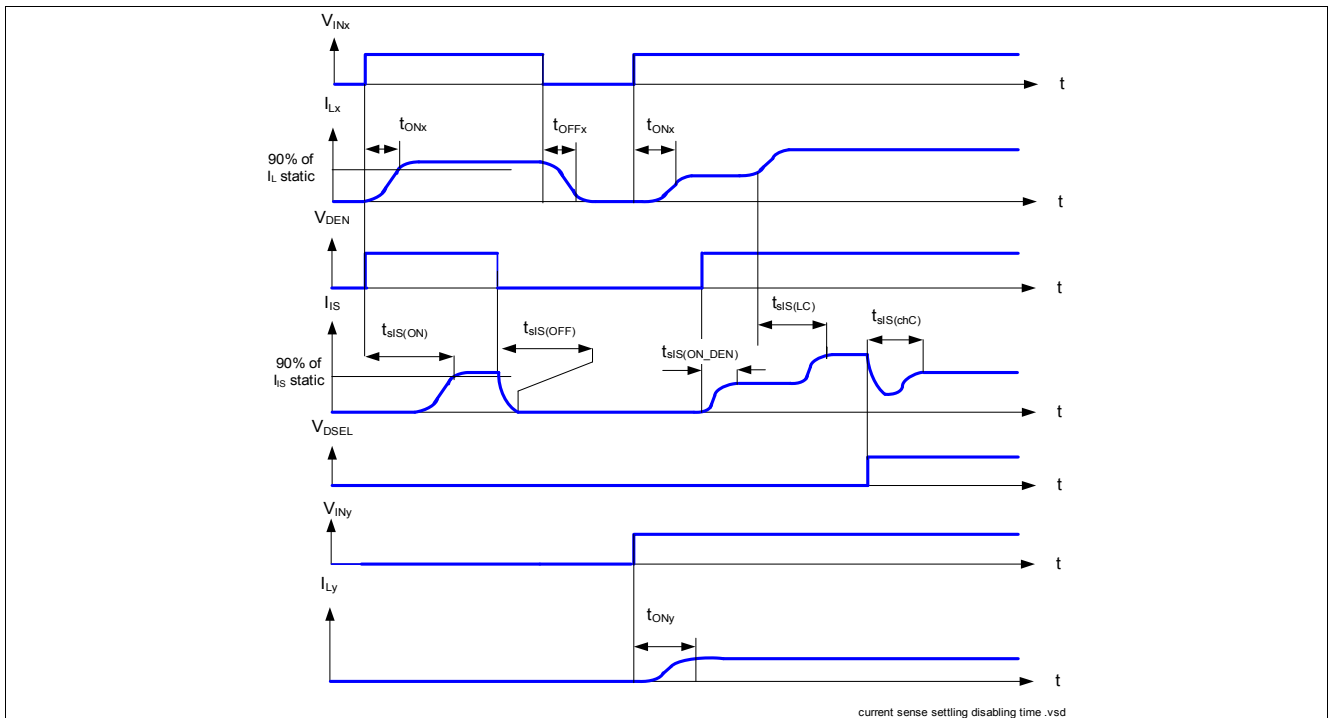 VINx
t
ILx
tONx
tOFFx
tONx
90% of
IL static
t
VDEN
t
IIS
tsIS(ON)
tsIS(OFF)
tsIS(ON_DEN)
tsIS(LC)
tsIS(chC)
90% of
IIS static
t
VDSEL
t
VINy
t
ILy
tONy
t
current sense settling disabling time .vsd